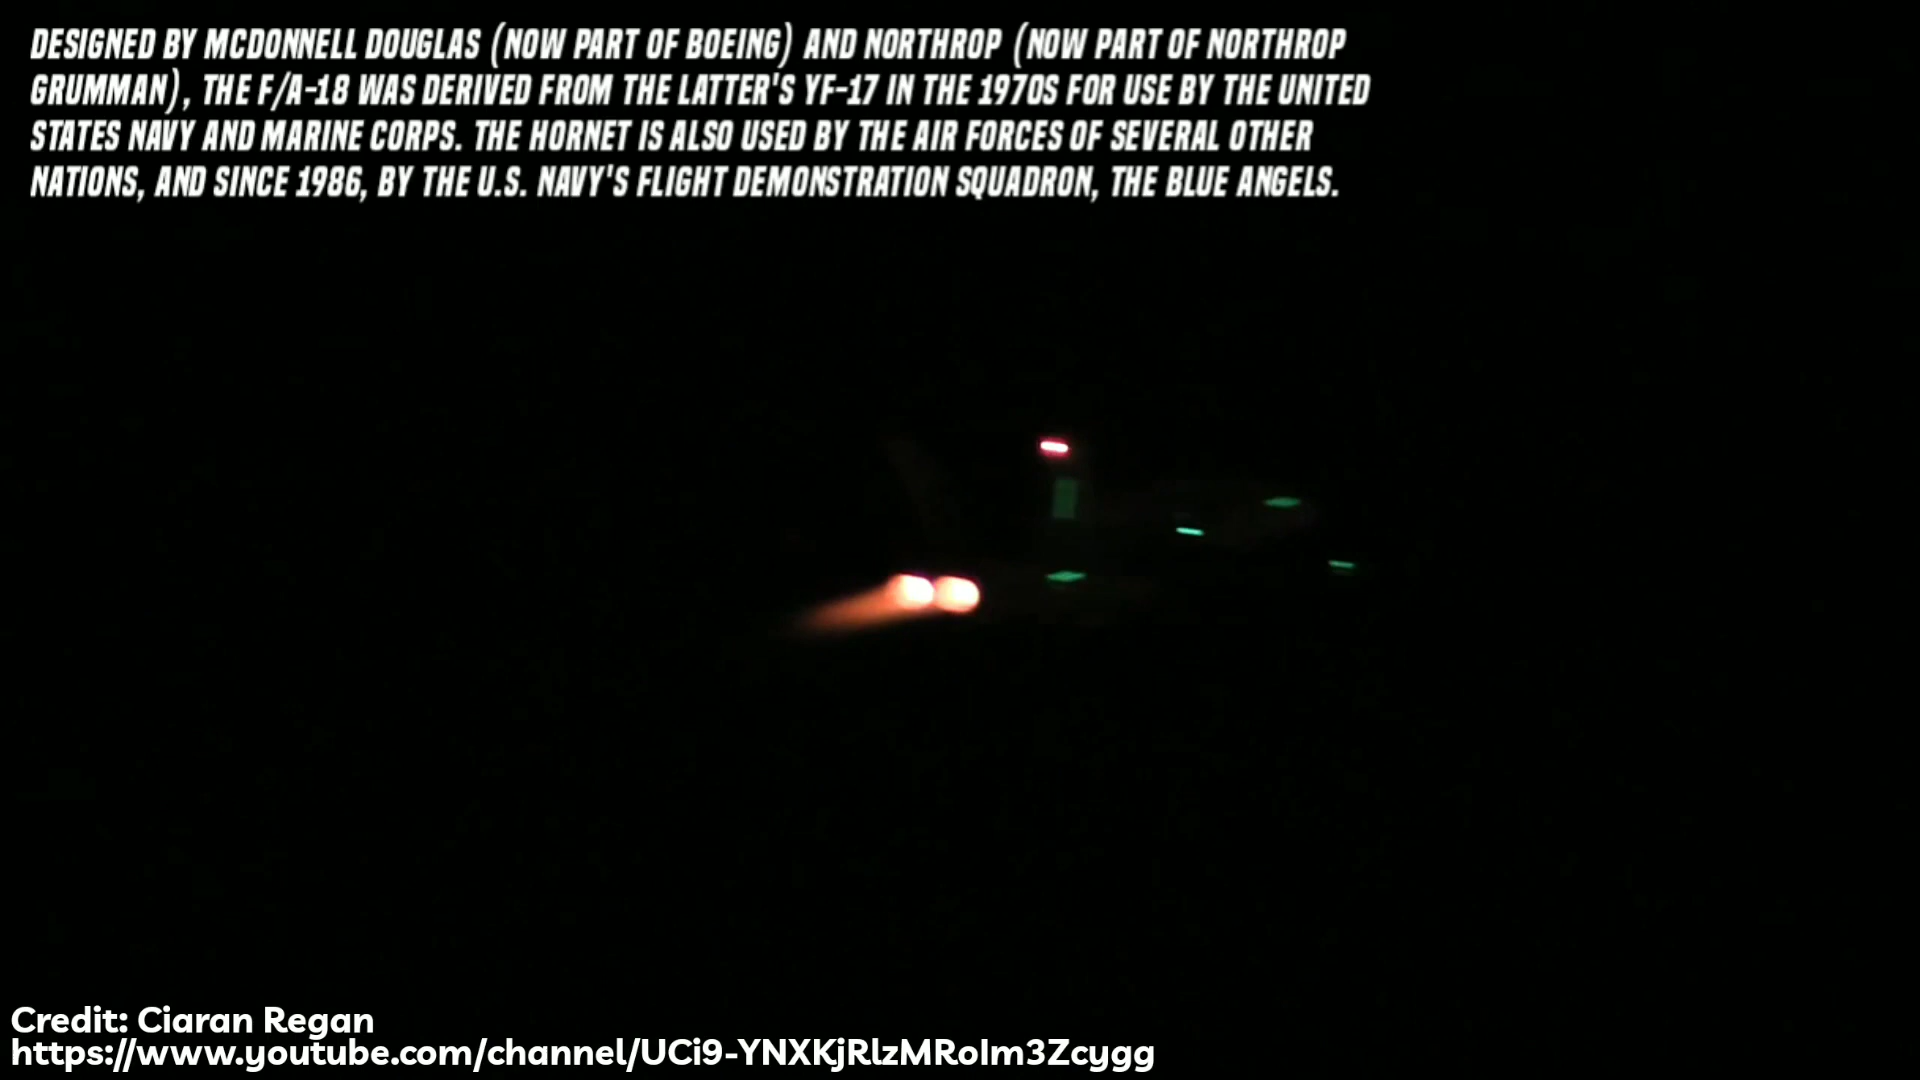 DESIGNED BY MCDONNELL DOUGLAS (NOW PART OF BOEING) AND NORTHROP (NOW PART OF NORTHROP
GRUMMAN), THE F/A-18 WAS DERIVED FROM THE LATTER'S YF-17 IN THE 1970S FOR USE BY THE UNITED
STATES NAVY AND MARINE CORPS. THE HORNET IS ALSO USED BY THE AIR FORCES OF SEVERAL OTHER
NATIONS, AND SINCE 1986, BY THE U.S. NAVY'S FLIGHT DEMONSTRATION SQUADRON, THE BLUE ANGELS.
Credit: Ciaran Regan
https://www.youtube.com/channel/UCi9-YNXKjRlzMRoIm3Zcygg